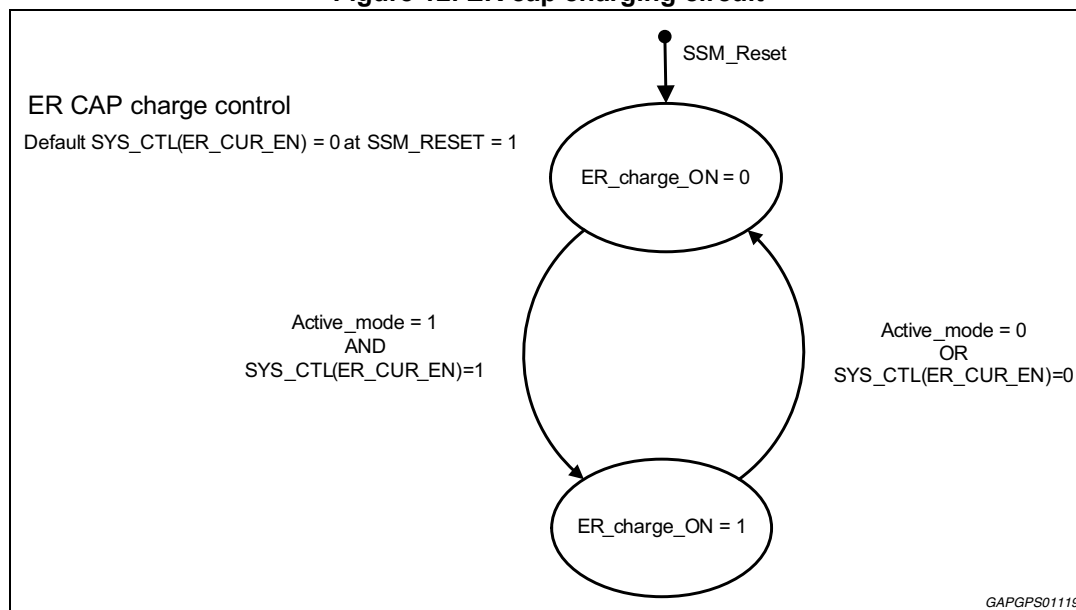 SSM_Reset
ER CAP charge control
Default SYS_CTL(ER_CUR_EN) = 0 at SSM_RESET = 1
ER_charge_ON = 0
Active_mode = 1
AND
SYS_CTL(ER_CUR_EN)=1
Active_mode = 0
OR
SYS_CTL(ER_CUR_EN)=0
ER_charge_ON = 1
GAPGPS01119